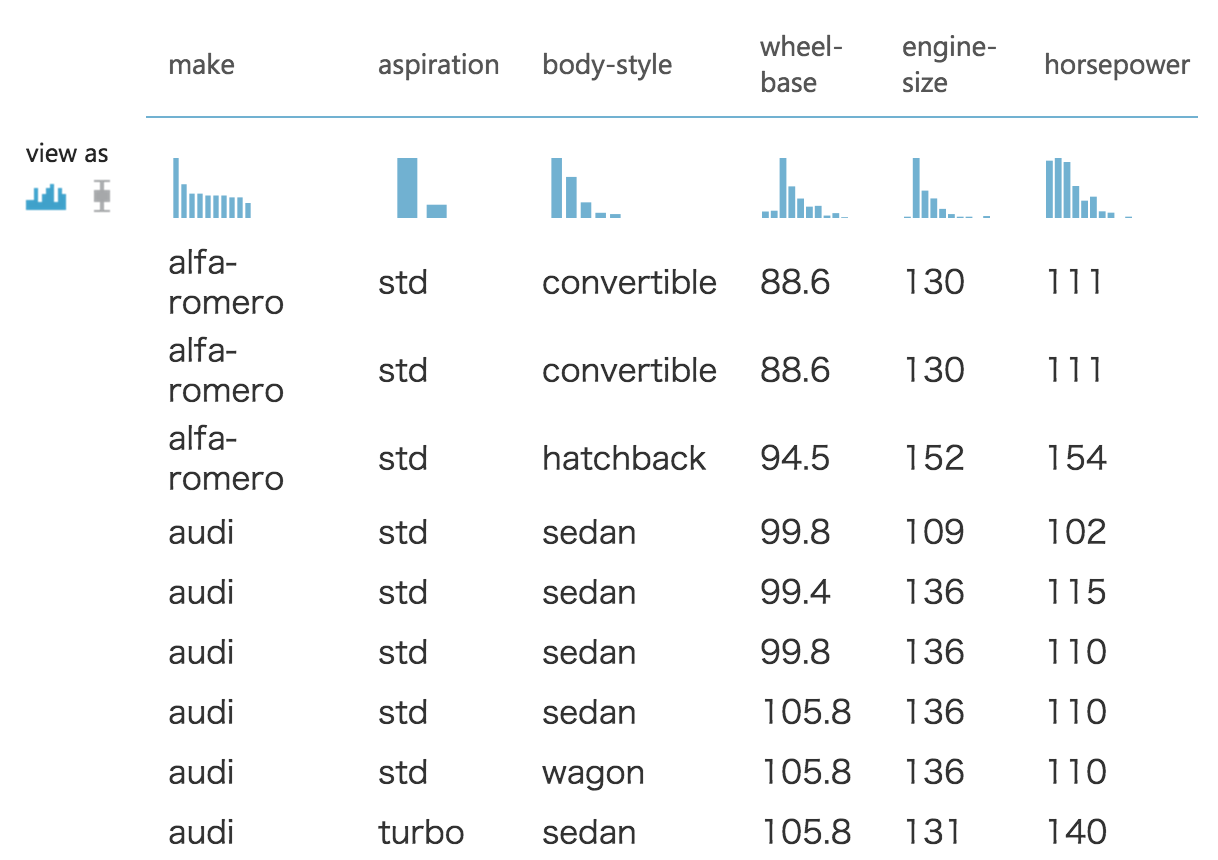 make aspiration body-style wheel-base engine-size horsepower
view as
alfa-romero std convertible 88.6 130 111
alfa-romero std convertible 88.6 130 111
alfa-romero std hatchback 94.5 152 154
audi std sedan 99.8 109 102
audi std sedan 99.4 136 115
audi std sedan 99.8 136 110
audi std sedan 105.8 136 110
audi std wagon 105.8 136 110
audi turbo sedan 105.8 131 140